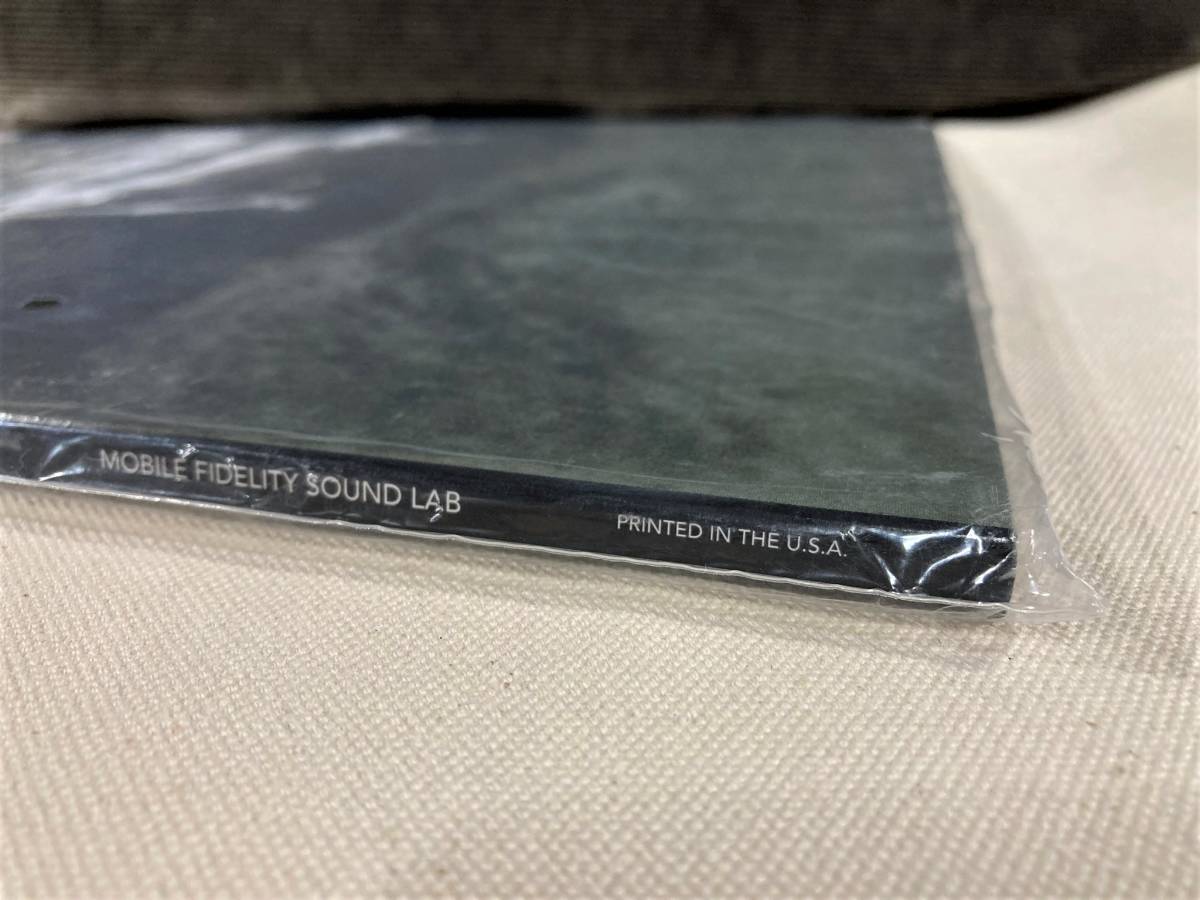 MOBILE FIDELITY SOUND LAB
PRINTED IN THE U.S.A.